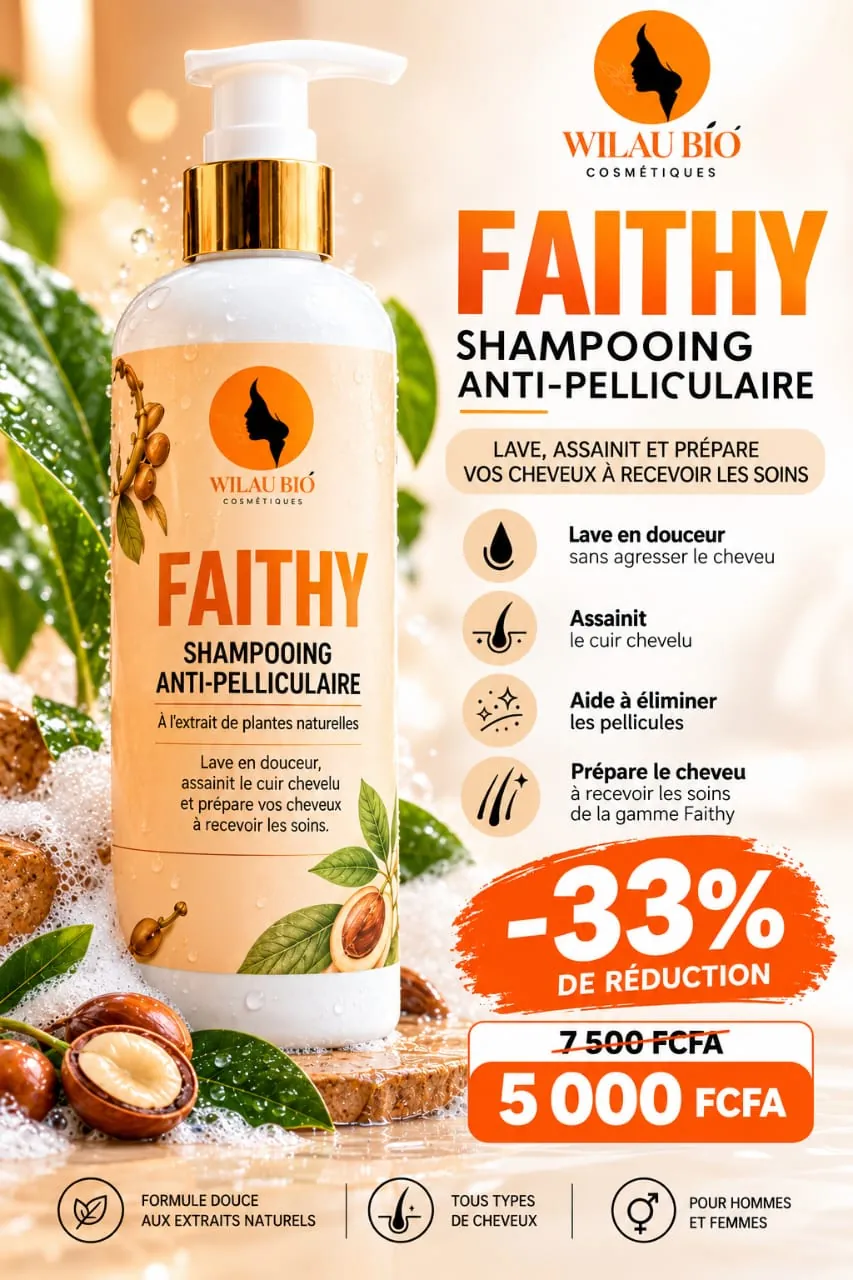 WILAU BÍÓ
COSMÉTIQUES
FAITHY
SHAMPOOING
ANTI-PELLICULAIRE
LAVE, ASSAINIT ET PRÉPARE
VOS CHEVEUX À RECEVOIR LES SOINS
Lave en douceur
sans agresser le cheveu
Assainit
le cuir chevelu
Aide à éliminer
les pellicules
Prépare le cheveu
à recevoir les soins
de la gamme Faithy
-33%
DE RÉDUCTION
7 500 FCFA
5 000 FCFA
WILAU BIÓ
COSMÉTIQUES
FAITHY
SHAMPOOING
ANTI-PELLICULAIRE
À l'extrait de plantes naturelles
Lave en douceur,
assainit le cuir chevelu
et prépare vos cheveux
à recevoir les soins.
FORMULE DOUCE
AUX EXTRAITS NATURELS
TOUS TYPES
DE CHEVEUX
POUR HOMMES
ET FEMMES